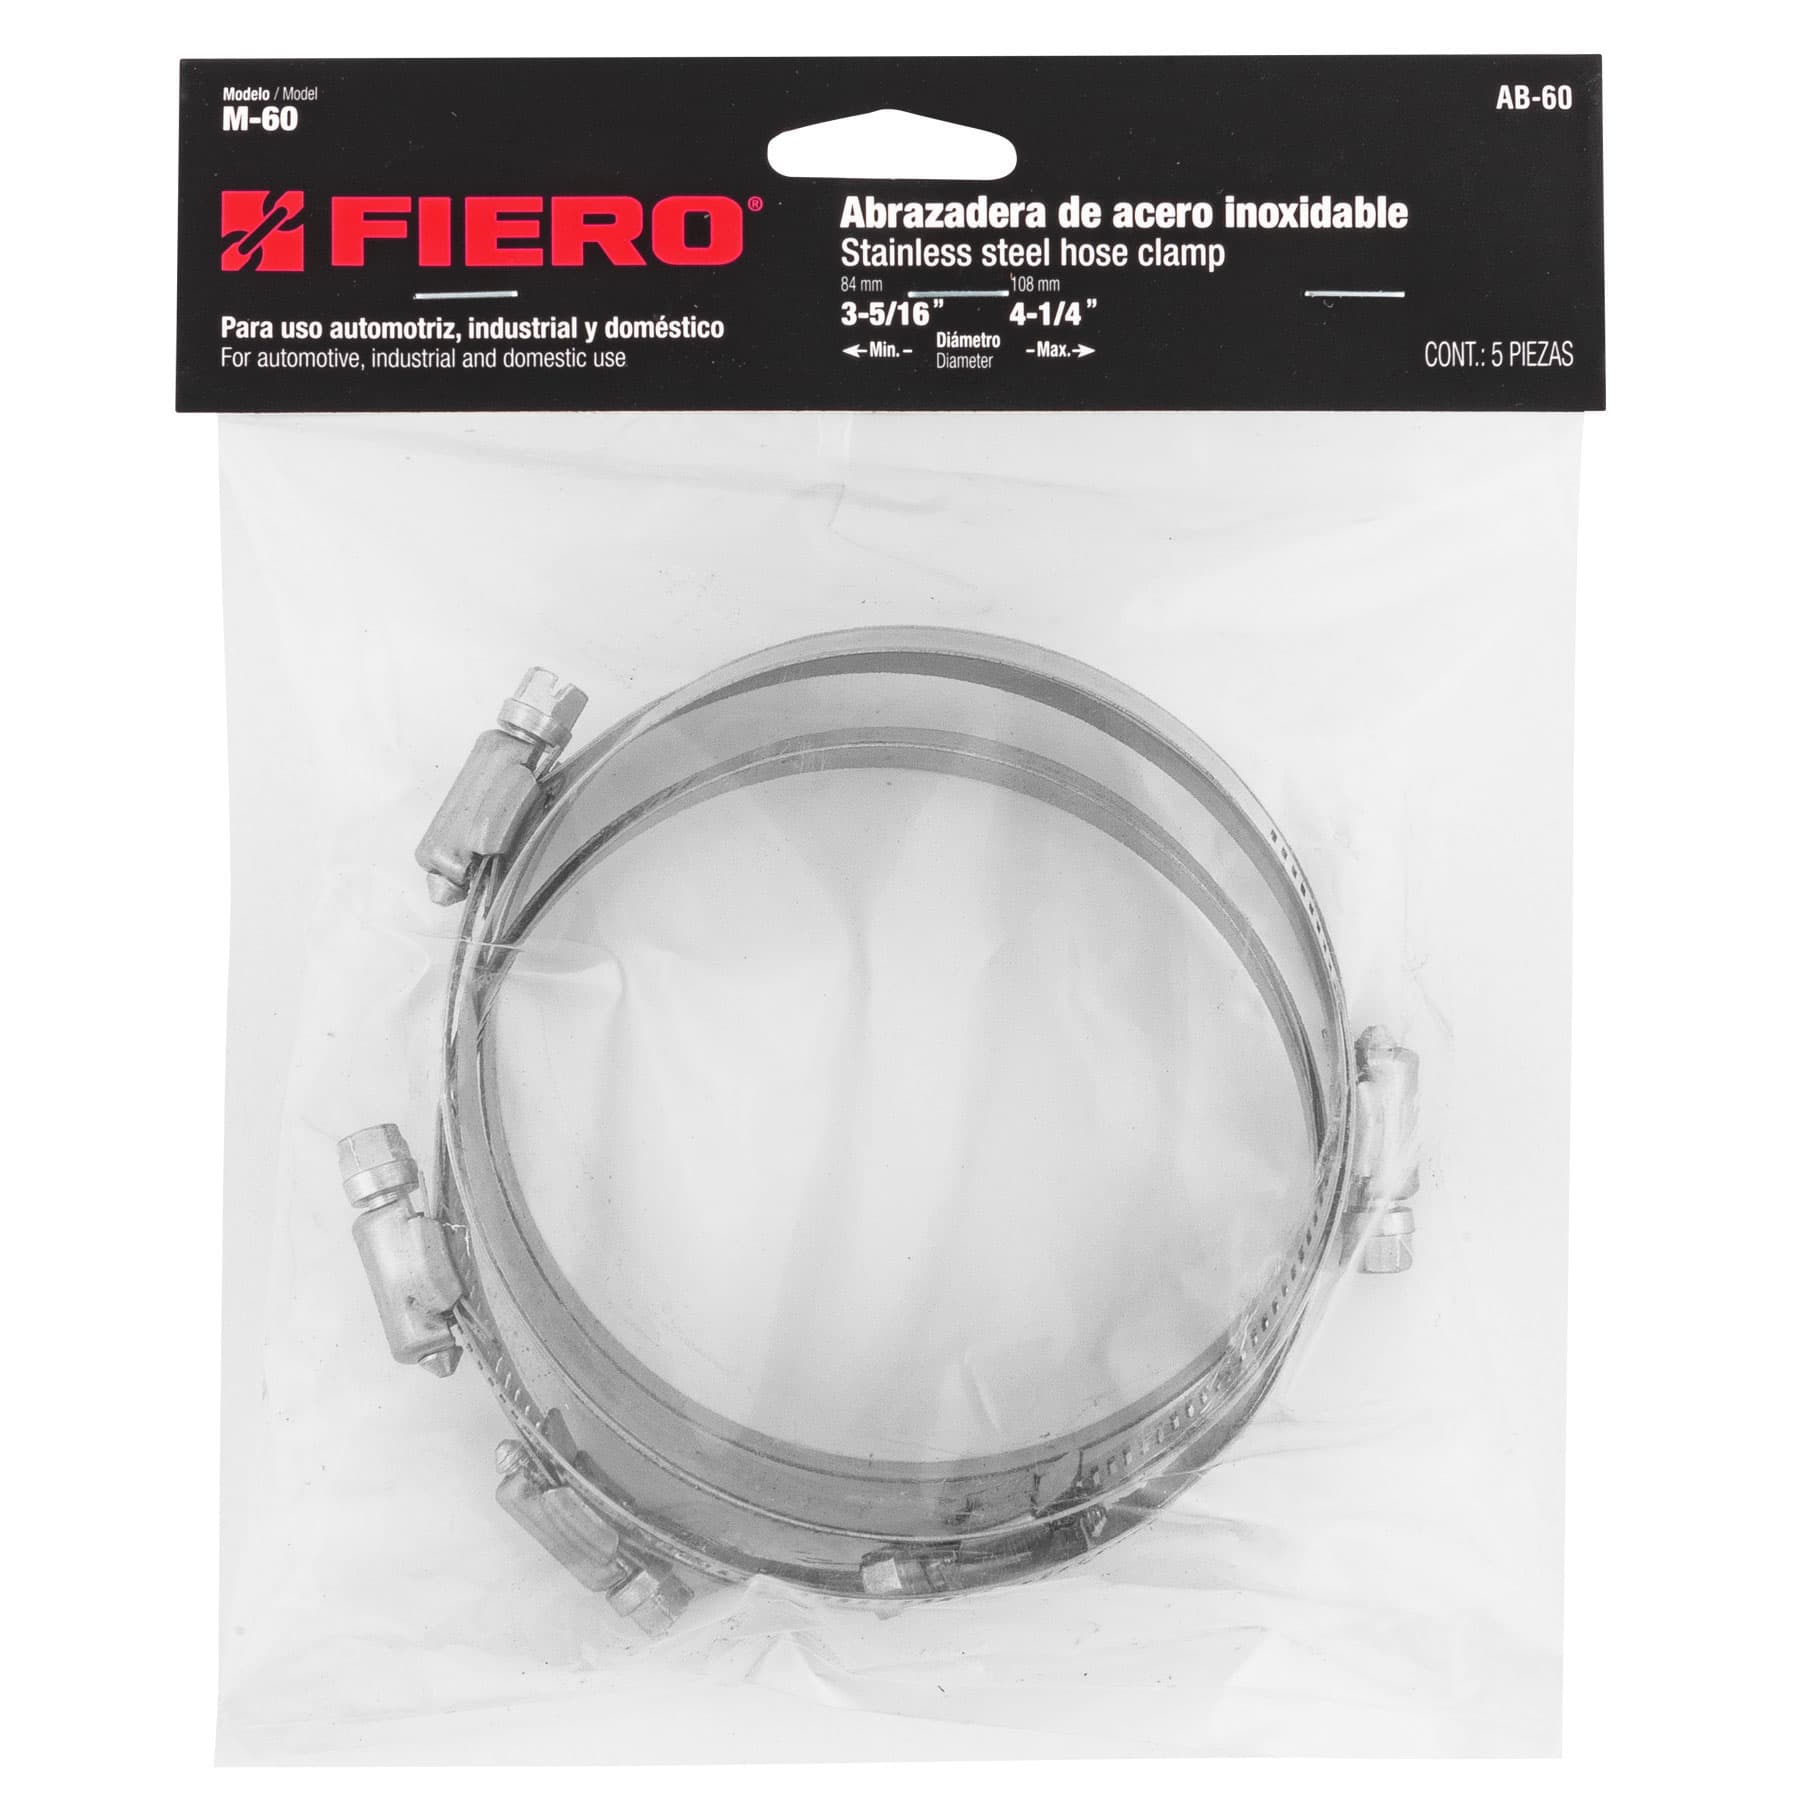 Modelo / Model
M-60
AB-60
FIERO®
Para uso automotriz, industrial y doméstico
For automotive, industrial and domestic use
Abrazadera de acero inoxidable
Stainless steel hose clamp
84 mm 108 mm
3-5/16” 4-1/4”
Min. Diámetro Max.
Diameter
CONT.: 5 PIEZAS